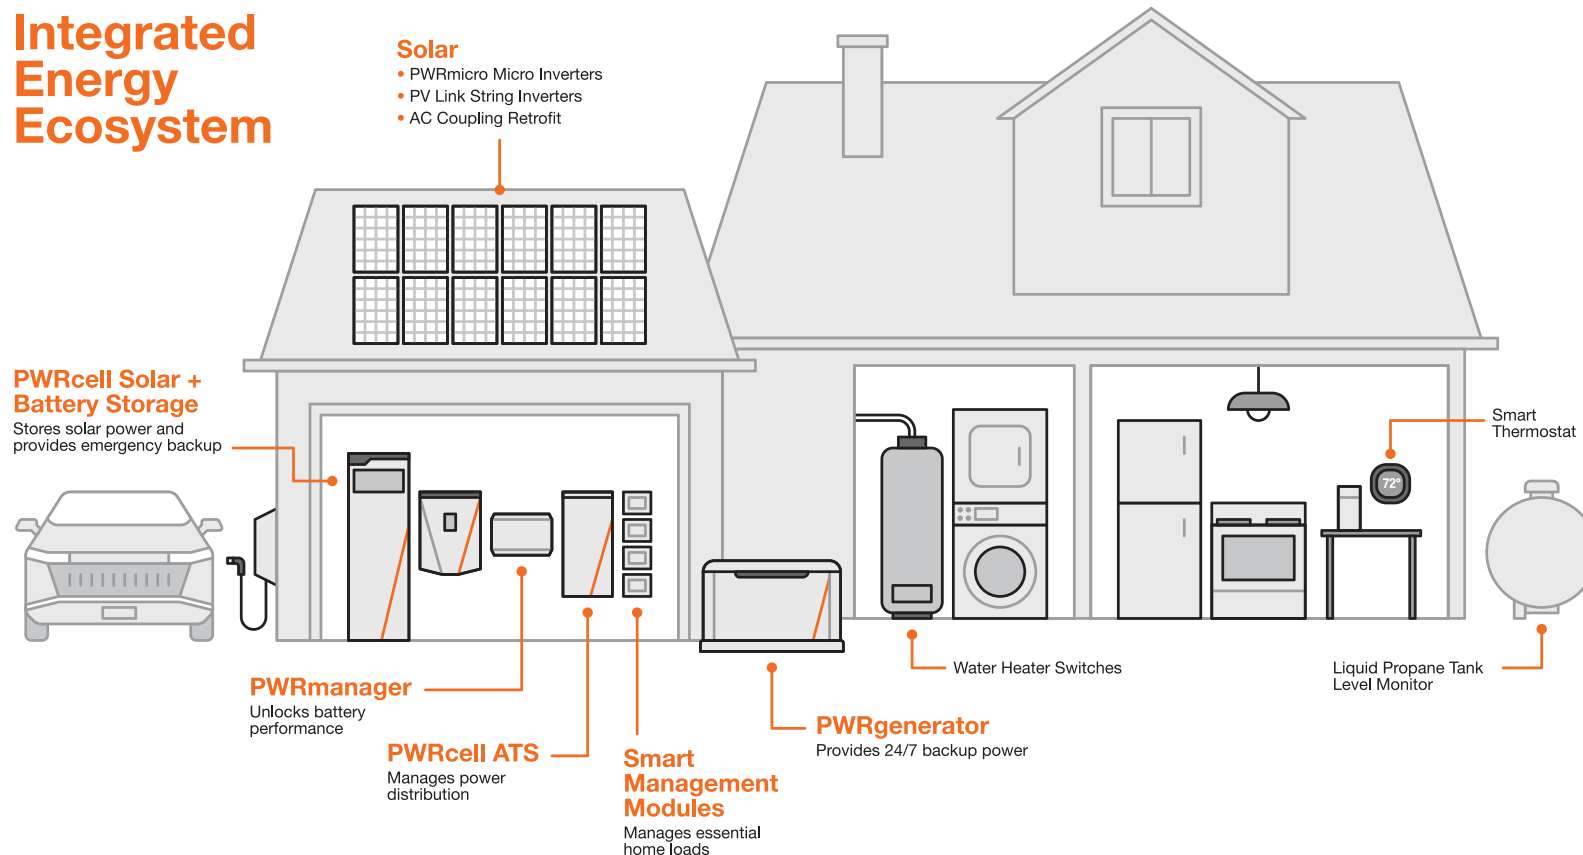 Integrated
Energy
Ecosystem
Solar
• PWRmicro Micro Inverters
• PV Link String Inverters
• AC Coupling Retrofit
PWRcell Solar +
Battery Storage
Stores solar power and
provides emergency backup
Smart
Thermostat
72°
PWRmanager
Unlocks battery
performance
PWRcell ATS
Manages power
distribution
Smart
Management
Modules
Manages essential
home loads
PWRgenerator
Provides 24/7 backup power
Water Heater Switches
Liquid Propane Tank
Level Monitor